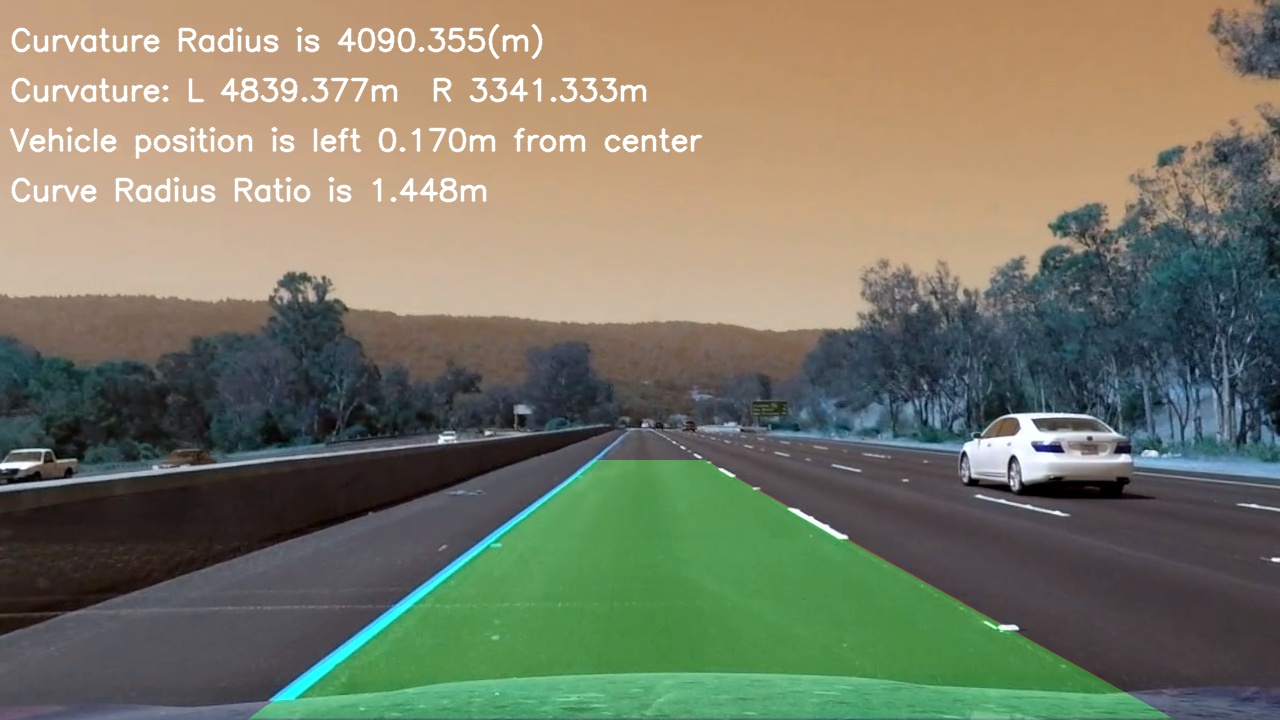 Curvature Radius is 4090.355(m)
Curvature: L 4839.377m R 3341.333m
Vehicle position is left 0.170m from center
Curve Radius Ratio is 1.448m